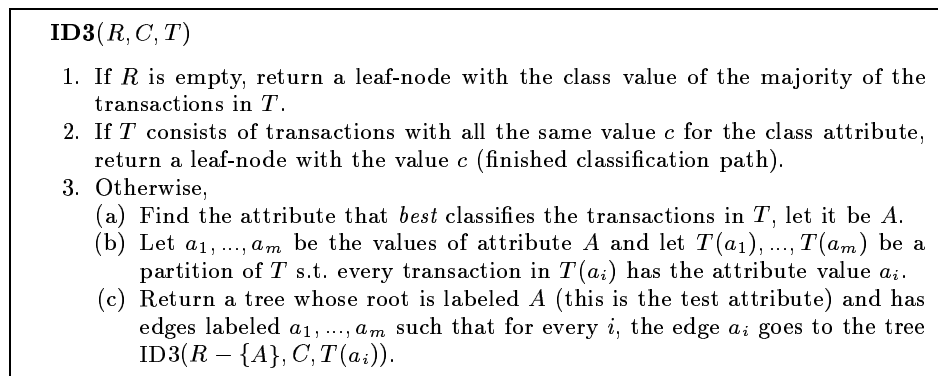 ID3(R, C, T)
1. If R is empty, return a leaf-node with the class value of the majority of the
transactions in T.
2. If T consists of transactions with all the same value c for the class attribute,
return a leaf-node with the value c (finished classification path).
3. Otherwise,
(a) Find the attribute that best classifies the transactions in T, let it be A.
(b) Let a₁, ..., aₘ be the values of attribute A and let T(a₁), ..., T(aₘ) be a
partition of T s.t. every transaction in T(aᵢ) has the attribute value aᵢ.
(c) Return a tree whose root is labeled A (this is the test attribute) and has
edges labeled a₁, ..., aₘ such that for every i, the edge aᵢ goes to the tree
ID3(R − {A}, C, T(aᵢ)).